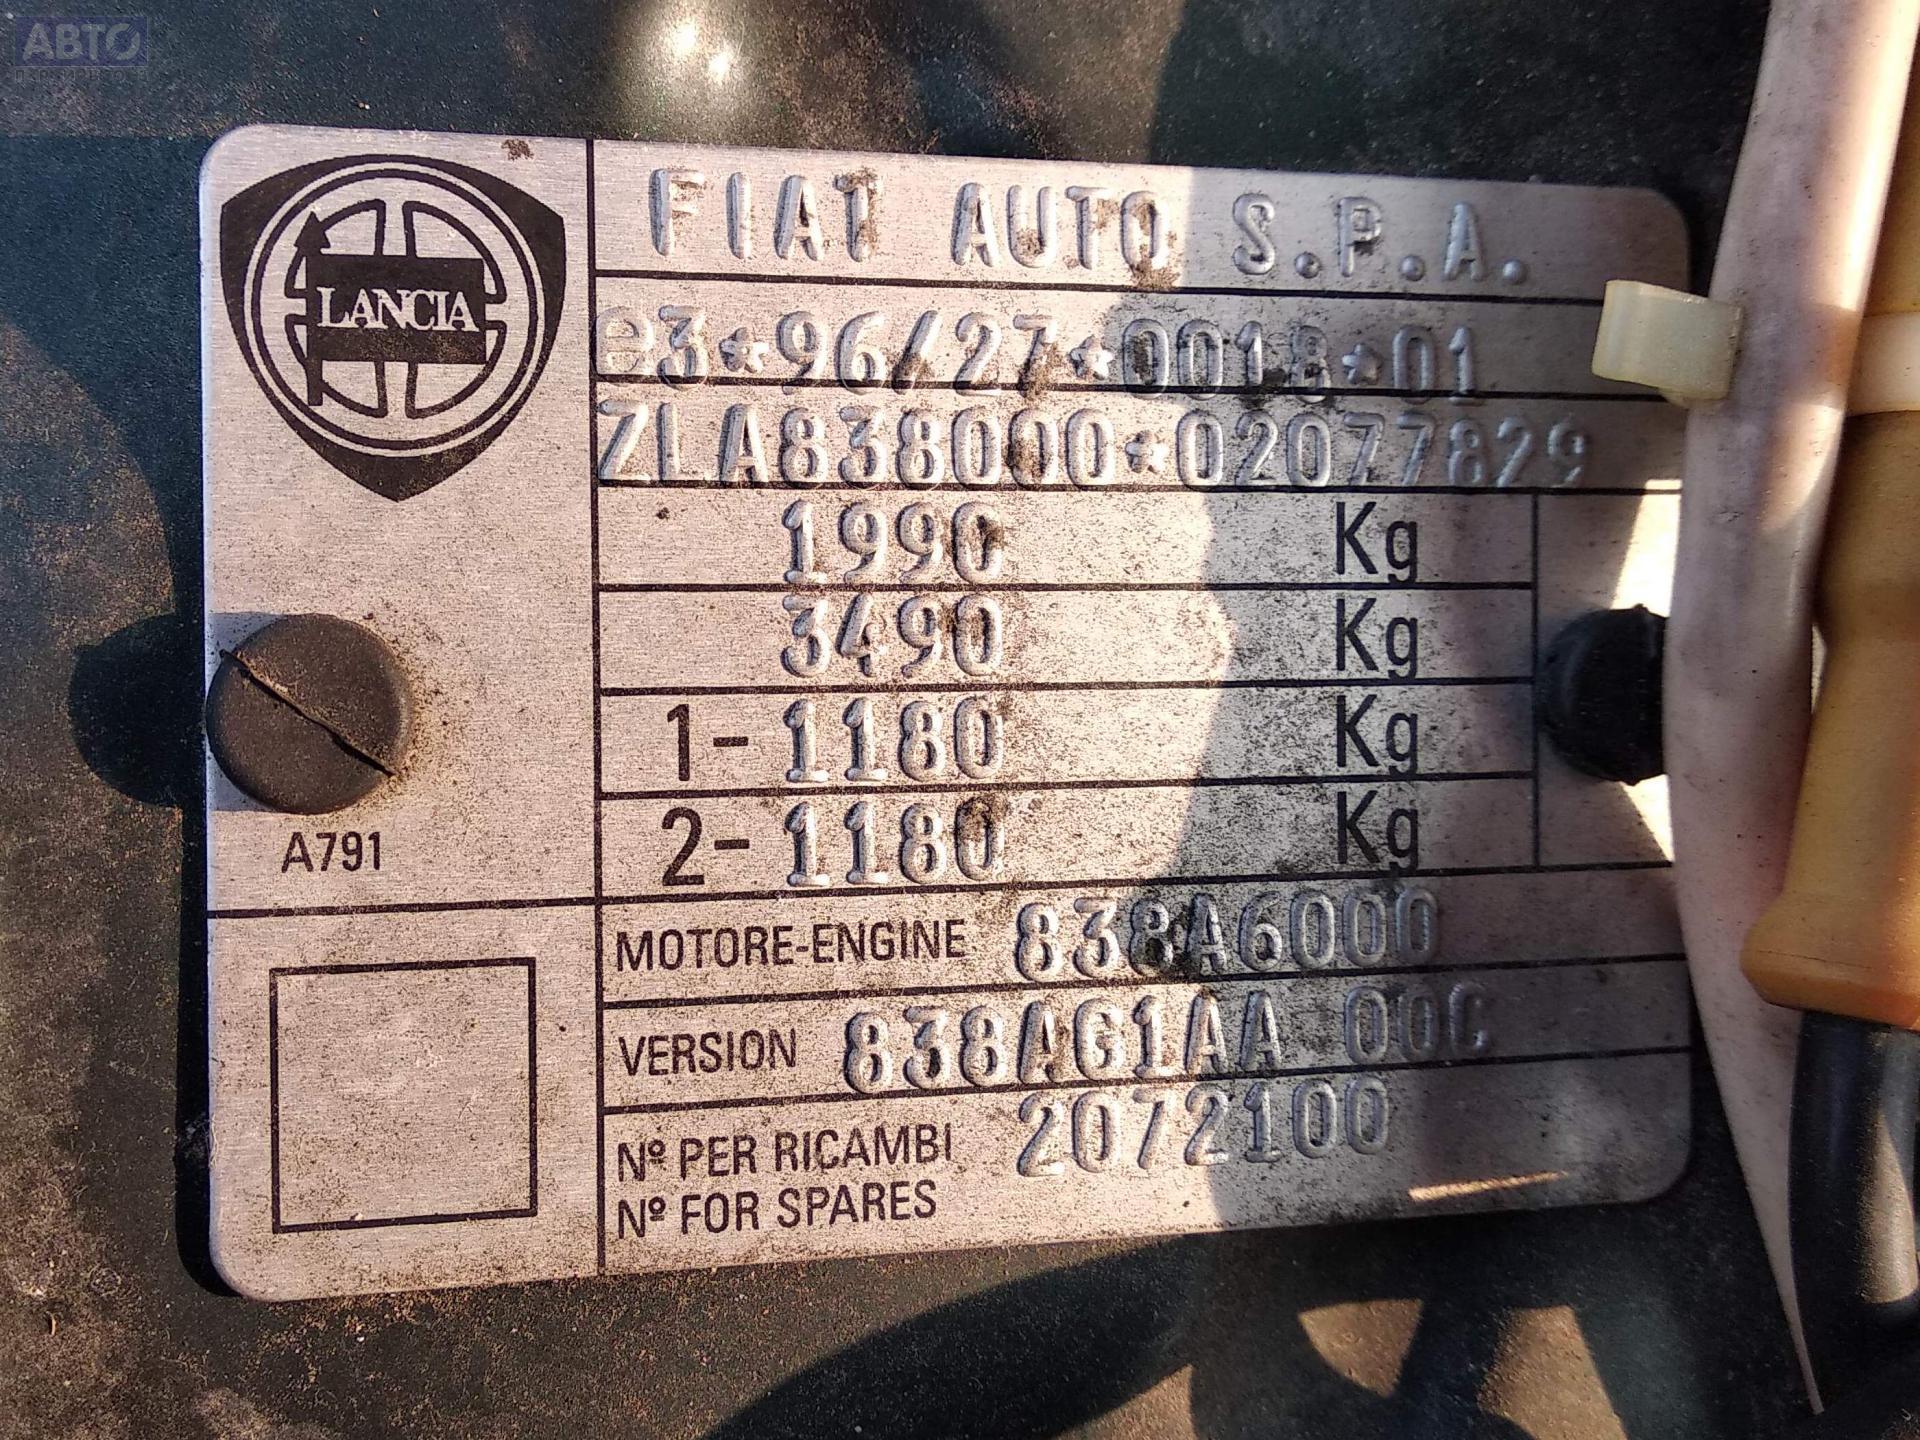 АВТО
LANCIA
FIAT AUTO S.P.A.
e3*96/27*0018*01
ZLA838000*02077829
1990 Kg
3490 Kg
1- 1180 Kg
2- 1180 Kg
A791
MOTORE-ENGINE 838A6000
VERSION 838AG1AA 00C
Nº PER RICAMBI 2072100
Nº FOR SPARES